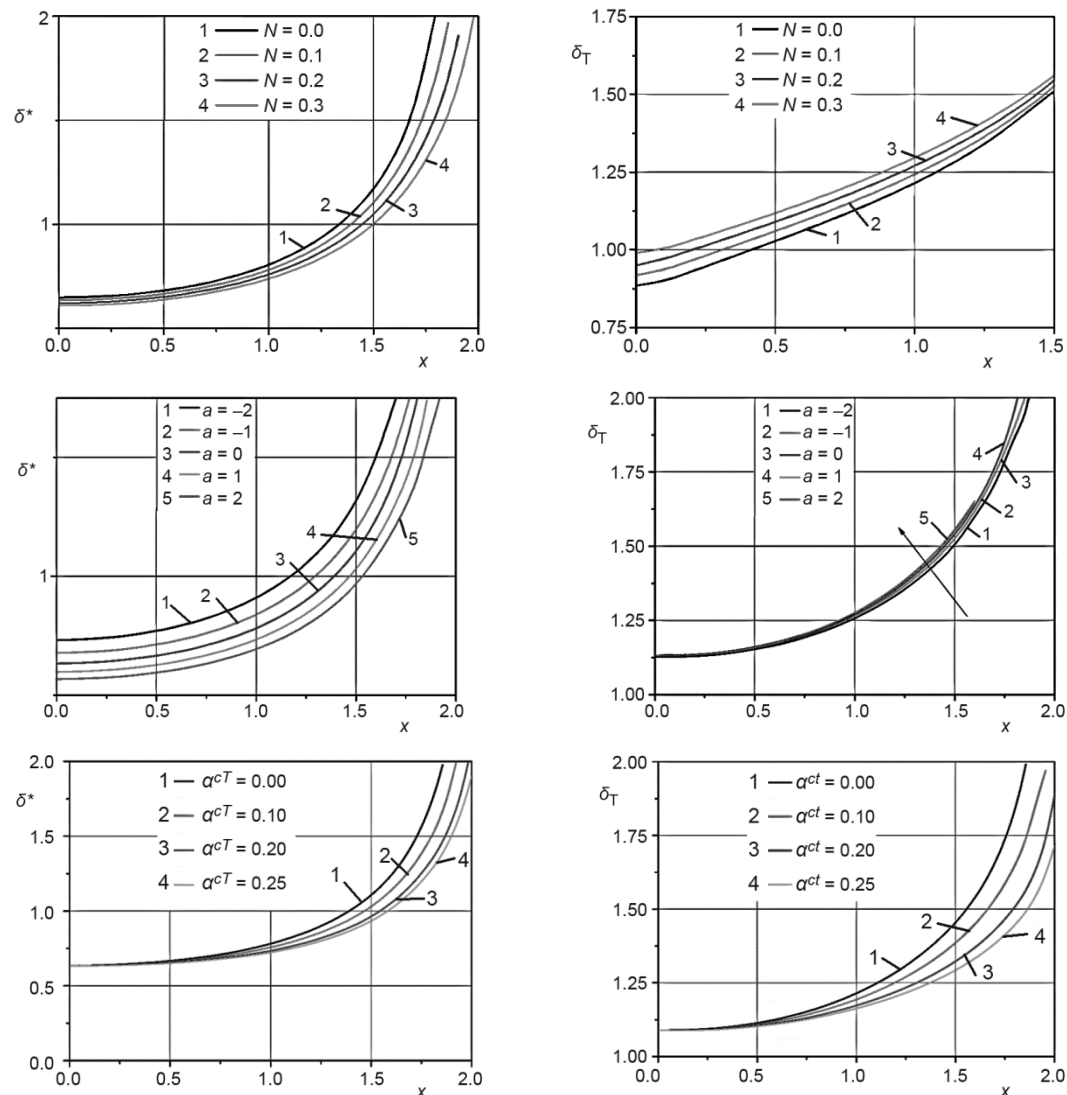 2
δ*
1
1 — N = 0.0
2 — N = 0.1
3 — N = 0.2
4 — N = 0.3
1
2
3
4
0.0 0.5 1.0 1.5 2.0
x
1.75
δT
1.50
1.25
1.00
0.75
1 — N = 0.0
2 — N = 0.1
3 — N = 0.2
4 — N = 0.3
4
3
2
1
0.0 0.5 1.0 1.5
x
δ*
1
1 — a = –2
2 — a = –1
3 — a = 0
4 — a = 1
5 — a = 2
1
2
3
4
5
0.0 0.5 1.0 1.5 2.0
x
2.00
δT
1.75
1.50
1.25
1.00
1 — a = –2
2 — a = –1
3 — a = 0
4 — a = 1
5 — a = 2
4
3
5
2
1
0.0 0.5 1.0 1.5 2.0
x
2.0
δ*
1.5
1.0
0.5
0.0
1 — αcT = 0.00
2 — αcT = 0.10
3 — αcT = 0.20
4 — αcT = 0.25
1
2
3
4
0.0 0.5 1.0 1.5 2.0
x
2.00
δT
1.75
1.50
1.25
1.00
1 — αct = 0.00
2 — αct = 0.10
3 — αct = 0.20
4 — αct = 0.25
1
2
3
4
0.0 0.5 1.0 1.5 2.0
x